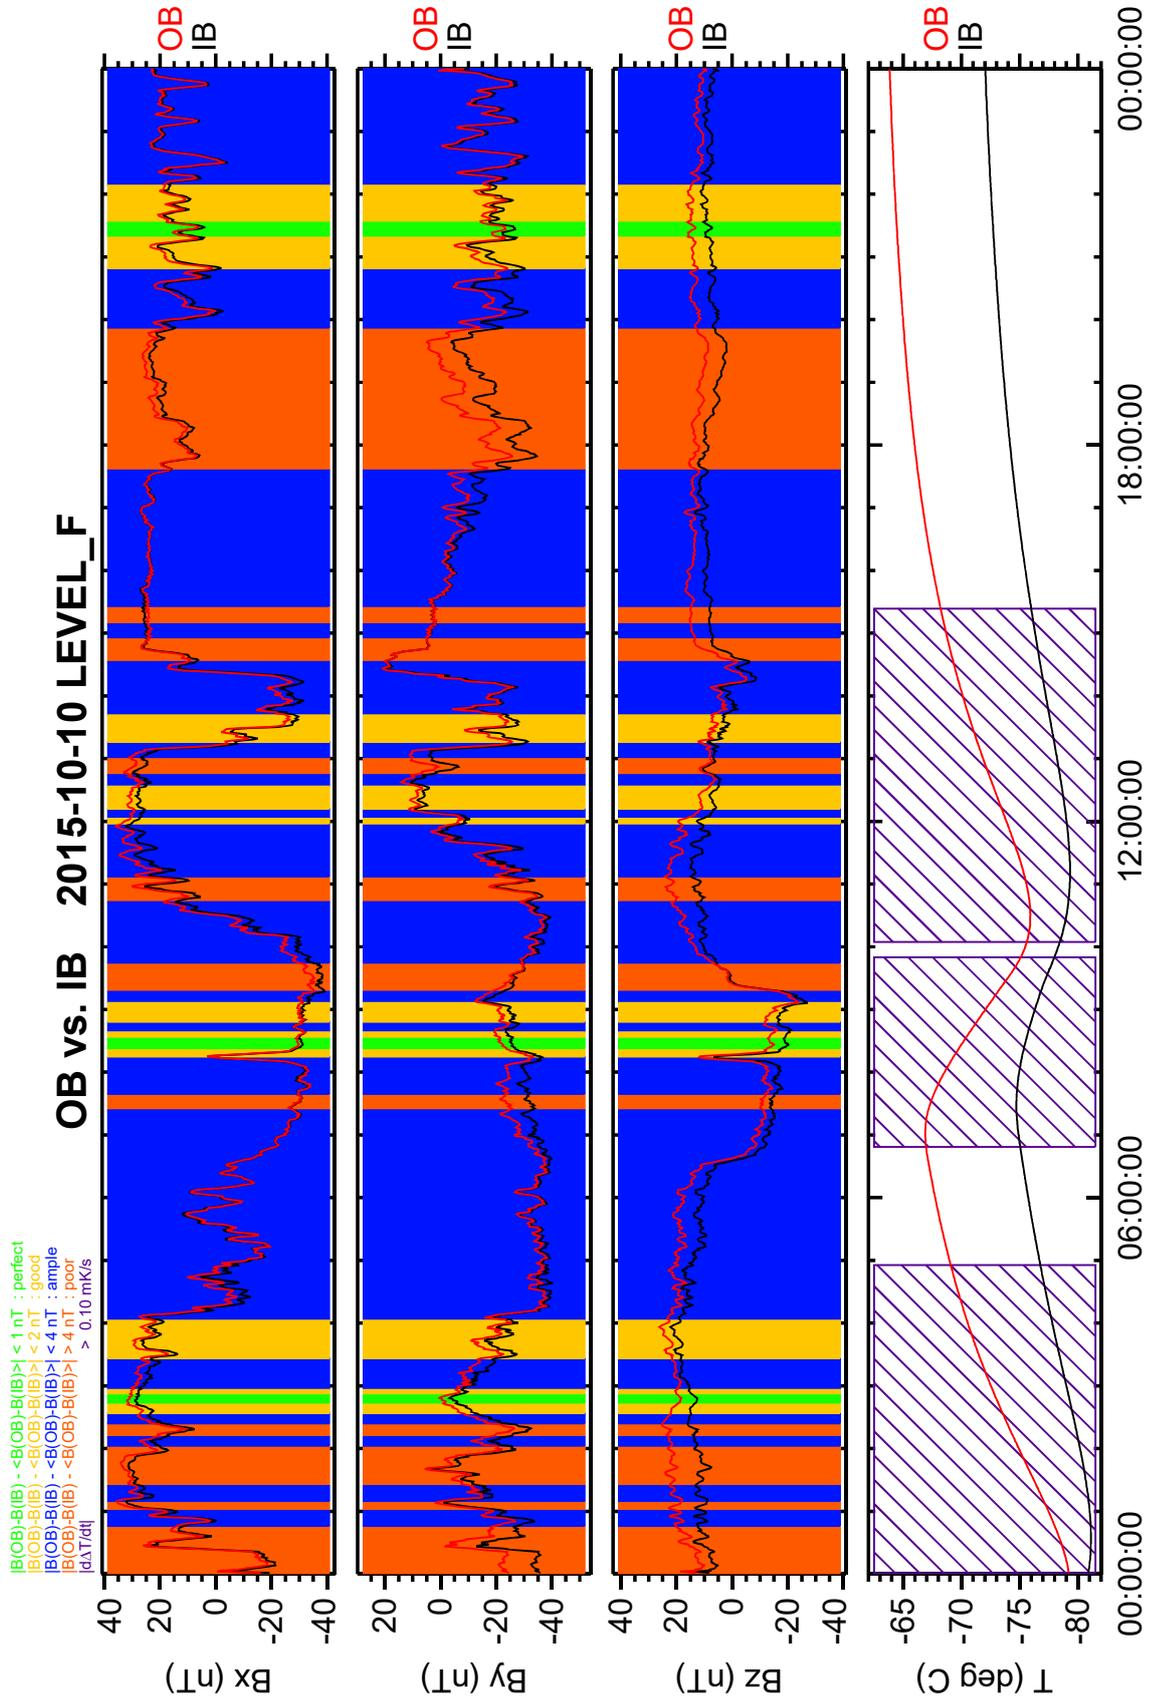 |B(OB)-B(IB) - <B(OB)-B(IB)>| < 1 nT : perfect
|B(OB)-B(IB) - <B(OB)-B(IB)>| < 2 nT : good
|B(OB)-B(IB) - <B(OB)-B(IB)>| < 4 nT : ample
|B(OB)-B(IB) - <B(OB)-B(IB)>| > 4 nT : poor
|dΔT/dt| > 0.10 mK/s
OB vs. IB 2015-10-10 LEVEL_F
Bx (nT)
40
20
0
-20
-40
OB
IB
By (nT)
20
0
-20
-40
OB
IB
Bz (nT)
40
20
0
-20
-40
OB
IB
T (deg C)
-65
-70
-75
-80
OB
IB
00:00:00
06:00:00
12:00:00
18:00:00
00:00:00